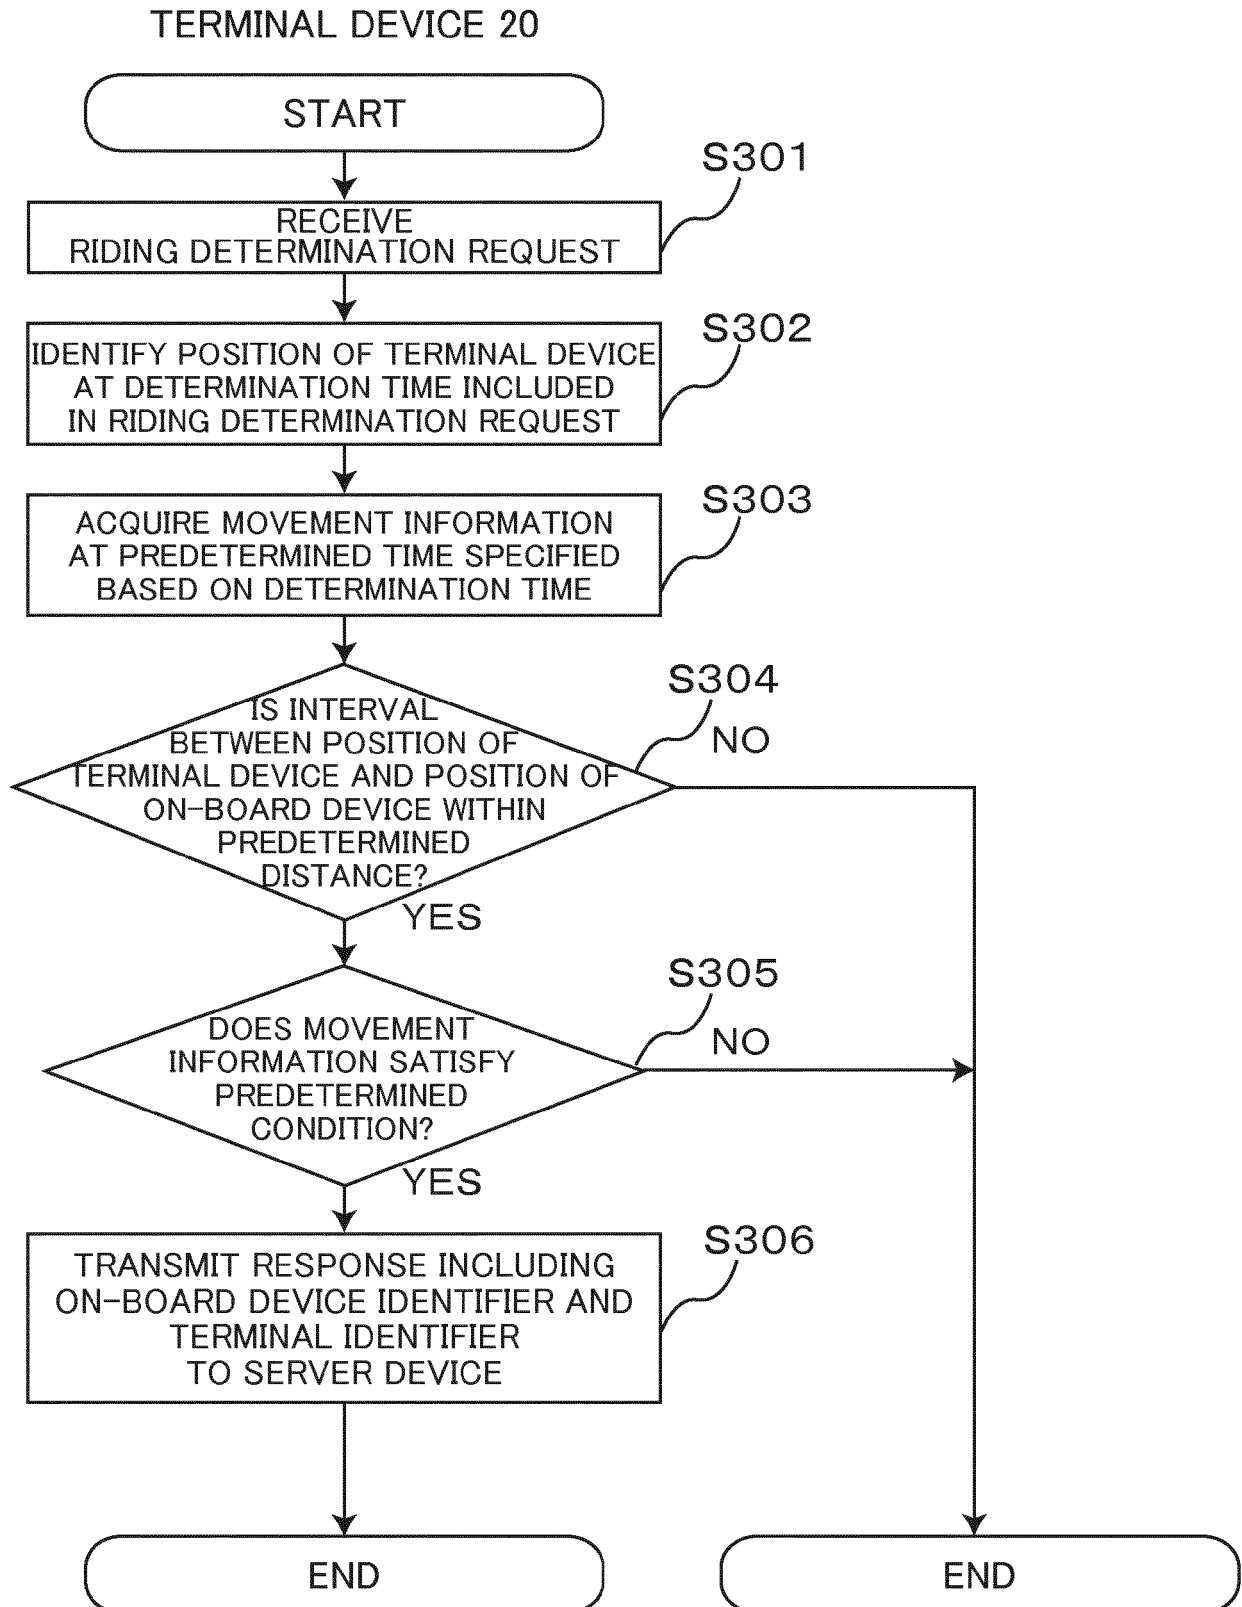 TERMINAL DEVICE 20
START
S301
RECEIVE
RIDING DETERMINATION REQUEST
S302
IDENTIFY POSITION OF TERMINAL DEVICE
AT DETERMINATION TIME INCLUDED
IN RIDING DETERMINATION REQUEST
S303
ACQUIRE MOVEMENT INFORMATION
AT PREDETERMINED TIME SPECIFIED
BASED ON DETERMINATION TIME
S304
IS INTERVAL
BETWEEN POSITION OF
TERMINAL DEVICE AND POSITION OF
ON-BOARD DEVICE WITHIN
PREDETERMINED
DISTANCE?
NO
YES
S305
DOES MOVEMENT
INFORMATION SATISFY
PREDETERMINED
CONDITION?
NO
YES
S306
TRANSMIT RESPONSE INCLUDING
ON-BOARD DEVICE IDENTIFIER AND
TERMINAL IDENTIFIER
TO SERVER DEVICE
END
END